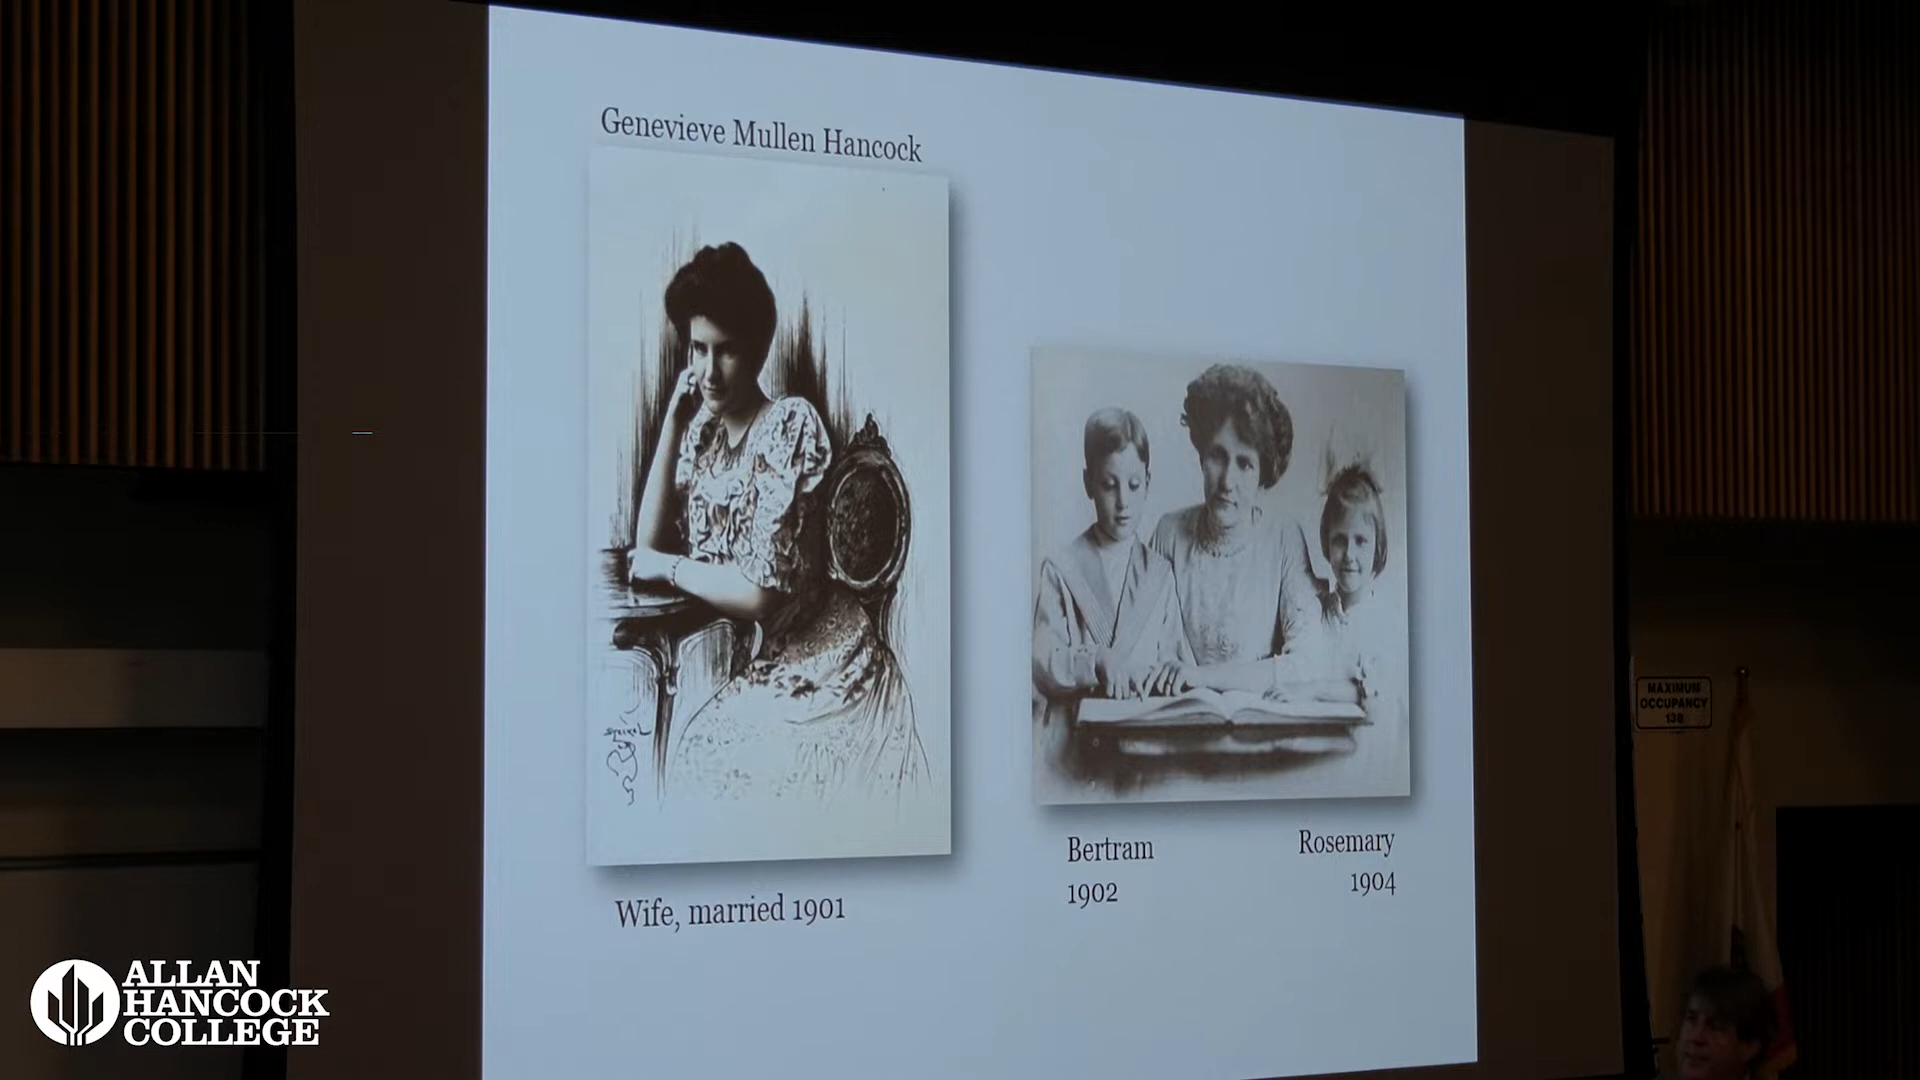 Genevieve Mullen Hancock
Wife, married 1901
Bertram
1902
Rosemary
1904
MAXIMUM
OCCUPANCY
138
ALLAN
HANCOCK
COLLEGE